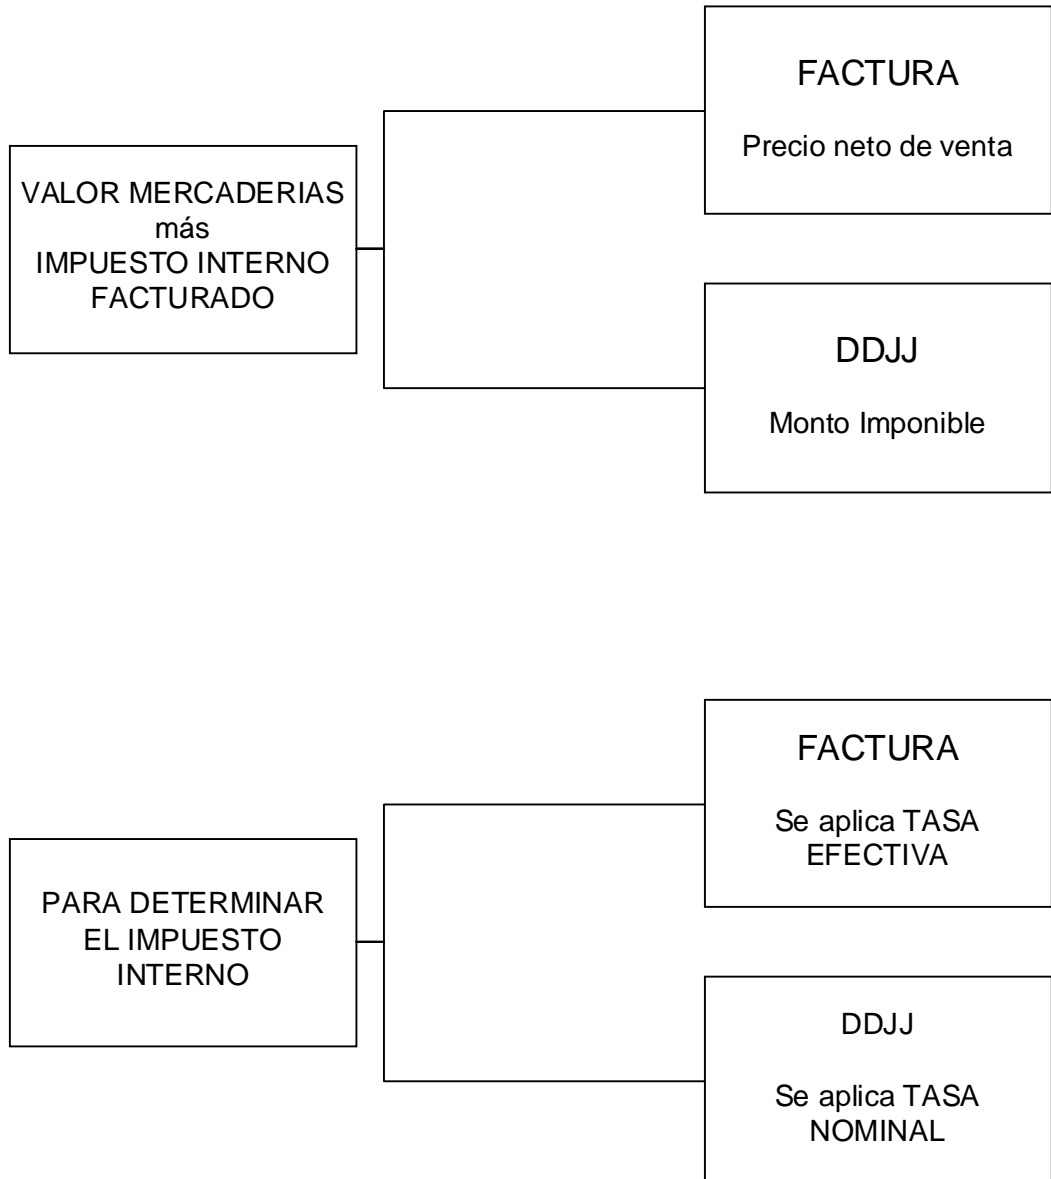 VALOR MERCADERIAS
más
IMPUESTO INTERNO
FACTURADO
FACTURA
Precio neto de venta
DDJJ
Monto Imponible
PARA DETERMINAR
EL IMPUESTO
INTERNO
FACTURA
Se aplica TASA
EFECTIVA
DDJJ
Se aplica TASA
NOMINAL